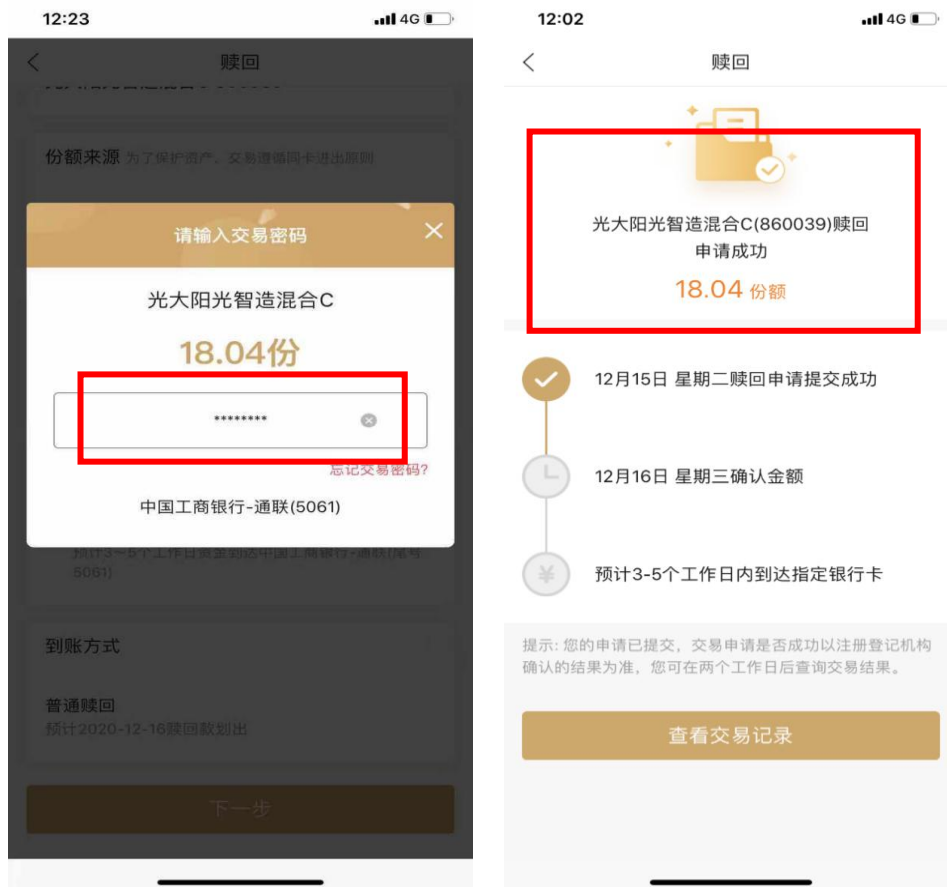 12:23
4G
赎回
份额来源 为了保护资产、交易遵循同卡进出原则
请输入交易密码
光大阳光智造混合C
18.04份
********
忘记交易密码?
中国工商银行-通联(5061)
预计3~5个工作日资金到达中国工商银行-通联(尾号
5061)
到账方式
普通赎回
预计2020-12-16赎回款划出
下一步
12:02
4G
赎回
光大阳光智造混合C(860039)赎回
申请成功
18.04 份额
12月15日 星期二赎回申请提交成功
12月16日 星期三确认金额
¥
预计3-5个工作日内到达指定银行卡
提示: 您的申请已提交，交易申请是否成功以注册登记机构
确认的结果为准，您可在两个工作日后查询交易结果。
查看交易记录